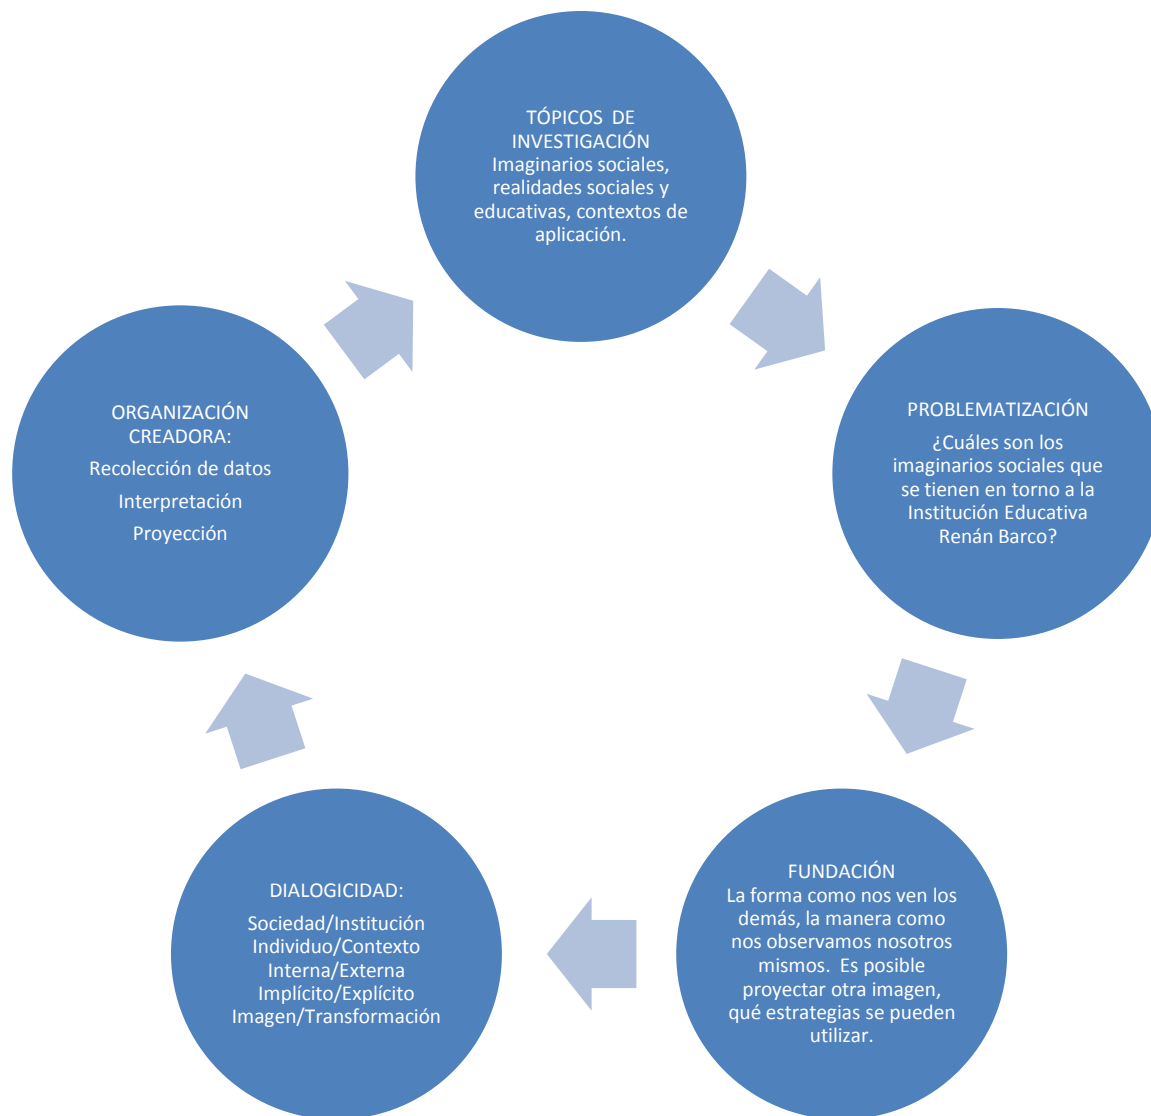 TÓPICOS DE
INVESTIGACIÓN
Imaginarios sociales,
realidades sociales y
educativas, contextos de
aplicación.
PROBLEMATIZACIÓN
¿Cuáles son los
imaginarios sociales que
se tienen en torno a la
Institución Educativa
Renán Barco?
FUNDACIÓN
La forma como nos ven los
demás, la manera como
nos observamos nosotros
mismos. Es posible
proyectar otra imagen,
qué estrategias se pueden
utilizar.
DIALOGICIDAD:
Sociedad/Institución
Individuo/Contexto
Interna/Externa
Implícito/Explícito
Imagen/Transformación
ORGANIZACIÓN
CREADORA:
Recolección de datos
Interpretación
Proyección